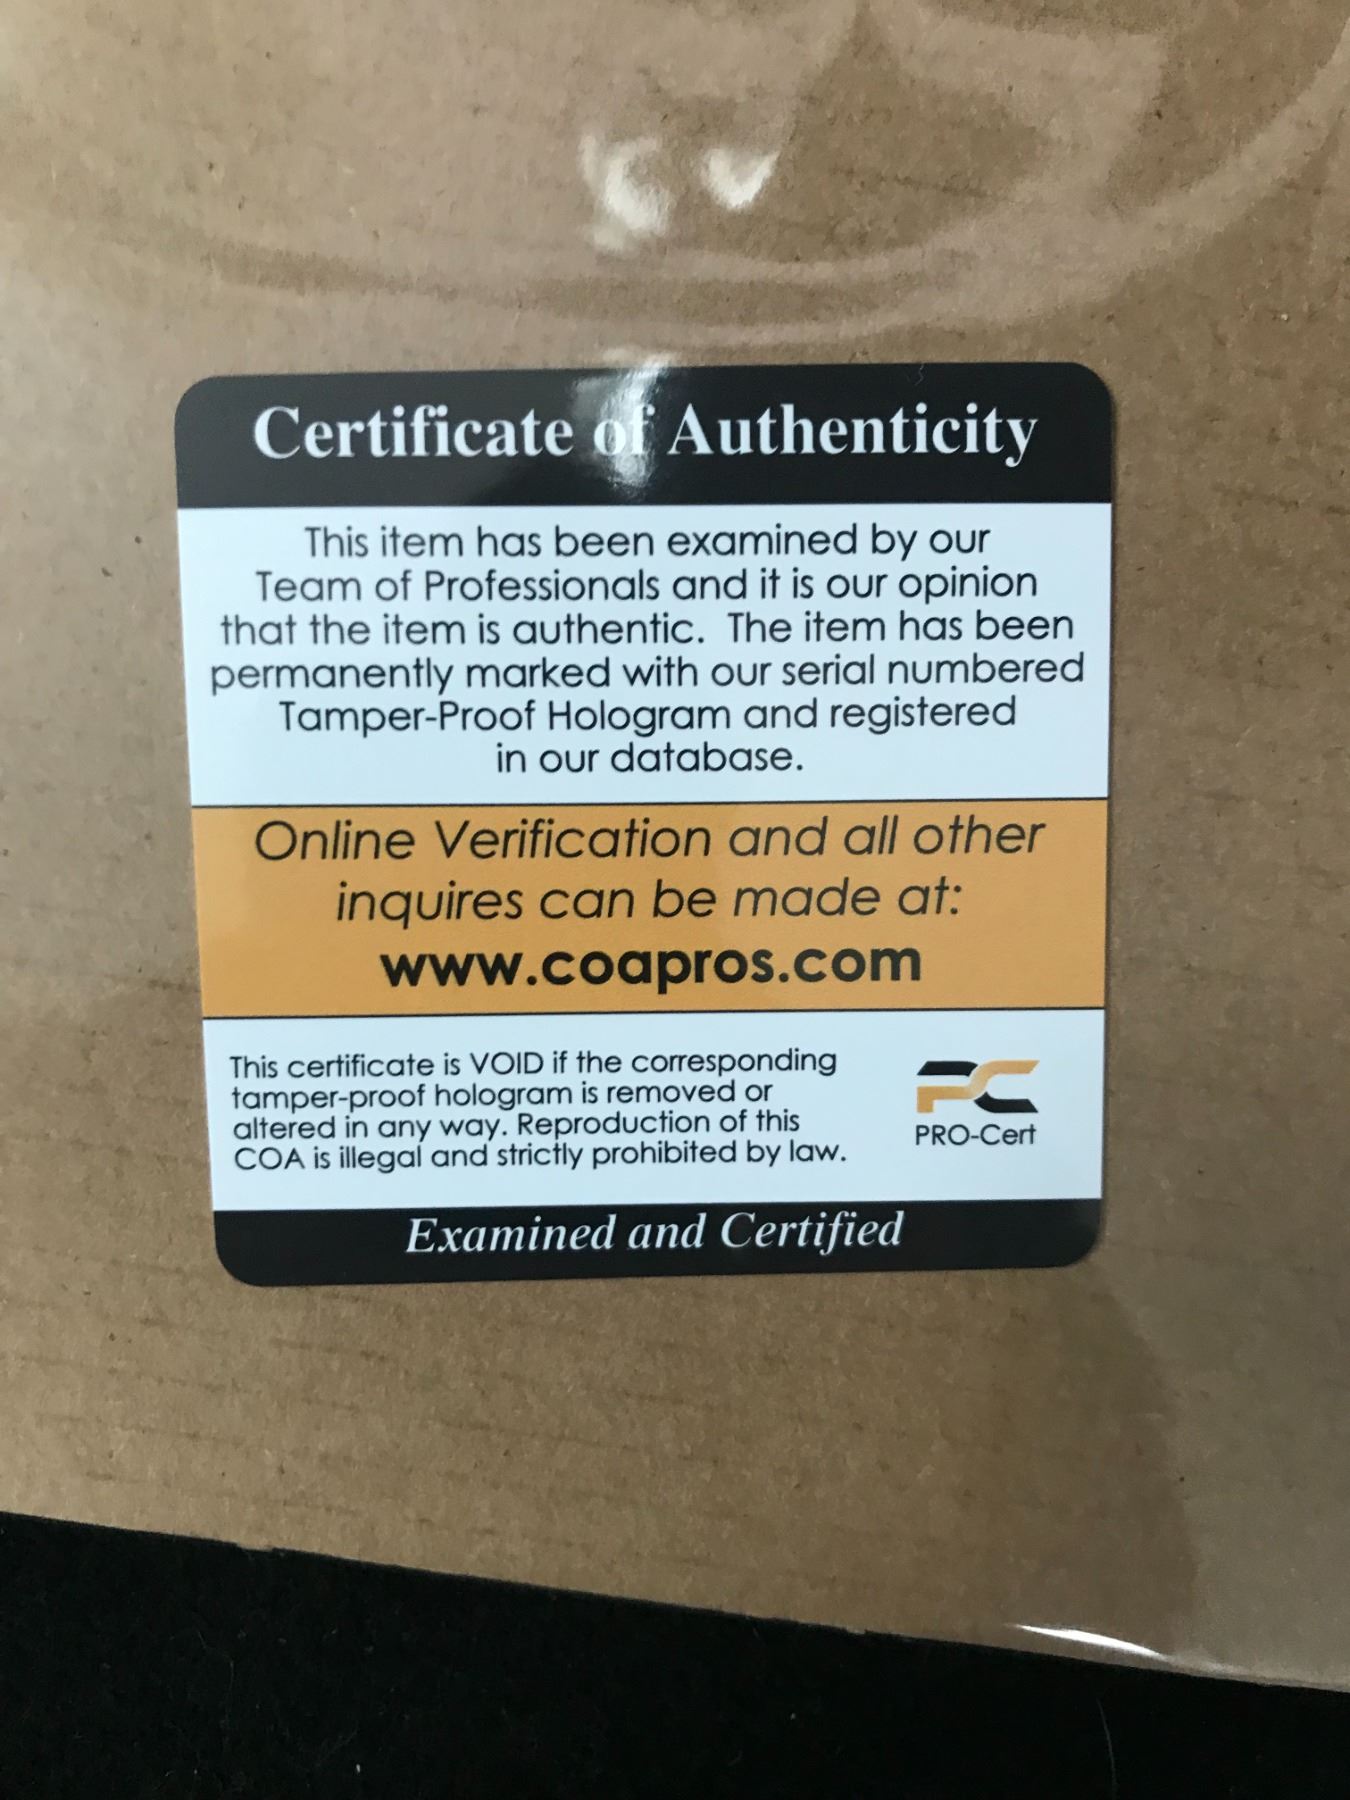 Certificate of Authenticity
This item has been examined by our
Team of Professionals and it is our opinion
that the item is authentic. The item has been
permanently marked with our serial numbered
Tamper-Proof Hologram and registered
in our database.
Online Verification and all other
inquires can be made at:
www.coapros.com
This certificate is VOID if the corresponding
tamper-proof hologram is removed or
altered in any way. Reproduction of this
COA is illegal and strictly prohibited by law.
PC
PRO-Cert
Examined and Certified